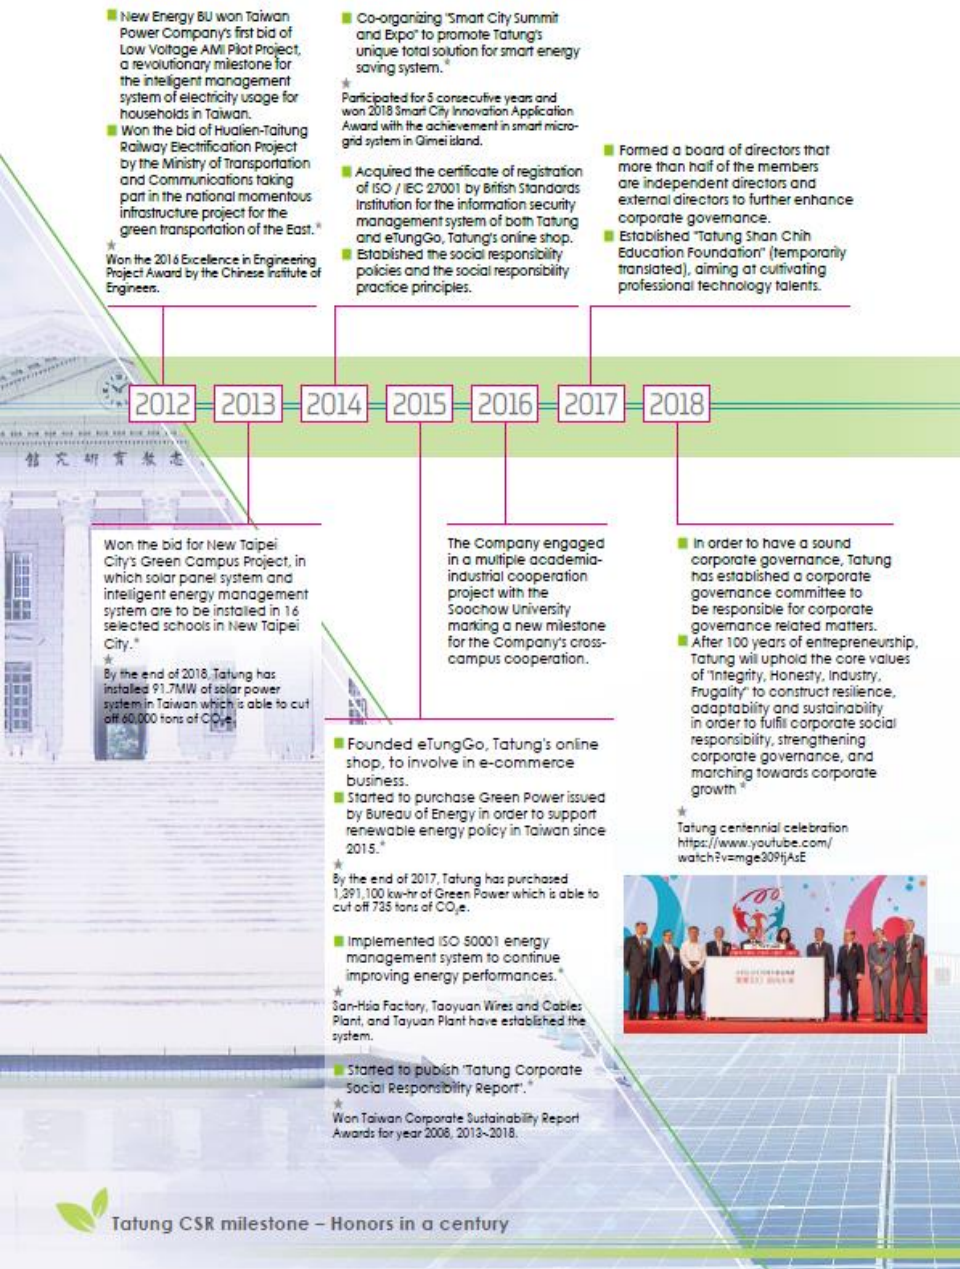 New Energy BU won Taiwan
Power Company's first bid of
Low Voltage AMI Pilot Project,
a revolutionary milestone for
the intelligent management
system of electricity usage for
households in Taiwan.
Won the bid of Hualien-Taitung
Railway Electrification Project
by the Ministry of Transportation
and Communications taking
part in the national momentous
infrastructure project for the
green transportation of the East.*
★
Won the 2016 Excellence in Engineering
Project Award by the Chinese Institute of
Engineers.
Co-organizing "Smart City Summit
and Expo" to promote Tatung's
unique total solution for smart energy
saving system.*
★
Participated for 5 consecutive years and
won 2018 Smart City Innovation Application
Award with the achievement in smart micro-
grid system in Qimei island.
Acquired the certificate of registration
of ISO / IEC 27001 by British Standards
Institution for the information security
management system of both Tatung
and eTungGo, Tatung's online shop.
Established the social responsibility
policies and the social responsibility
practice principles.
Formed a board of directors that
more than half of the members
are independent directors and
external directors to further enhance
corporate governance.
Established "Tatung Shan Chih
Education Foundation" (temporarily
translated), aiming at cultivating
professional technology talents.
2012 2013 2014 2015 2016 2017 2018
館 究 研 育 教 志
Won the bid for New Taipei
City's Green Campus Project, in
which solar panel system and
intelligent energy management
system are to be installed in 16
selected schools in New Taipei
City.*
★
By the end of 2018, Tatung has
installed 91.7MW of solar power
system in Taiwan which is able to cut
off 60,000 tons of CO₂e.
Founded eTungGo, Tatung's online
shop, to involve in e-commerce
business.
Started to purchase Green Power issued
by Bureau of Energy in order to support
renewable energy policy in Taiwan since
2015.*
★
By the end of 2017, Tatung has purchased
1,391,100 kw-hr of Green Power which is able to
cut off 735 tons of CO₂e.
Implemented ISO 50001 energy
management system to continue
improving energy performances.*
★
San-Hsia Factory, Taoyuan Wires and Cables
Plant, and Tayuan Plant have established the
system.
Started to publish "Tatung Corporate
Social Responsibility Report".*
★
Won Taiwan Corporate Sustainability Report
Awards for year 2008, 2013~2018.
The Company engaged
in a multiple academia-
industrial cooperation
project with the
Soochow University
marking a new milestone
for the Company's cross-
campus cooperation.
In order to have a sound
corporate governance, Tatung
has established a corporate
governance committee to
be responsible for corporate
governance related matters.
After 100 years of entrepreneurship,
Tatung will uphold the core values
of "Integrity, Honesty, Industry,
Frugality" to construct resilience,
adaptability and sustainability
in order to fulfill corporate social
responsibility, strengthening
corporate governance, and
marching towards corporate
growth *
★
Tatung centennial celebration
https://www.youtube.com/
watch?v=mge309tjAsE
Tatung CSR milestone – Honors in a century